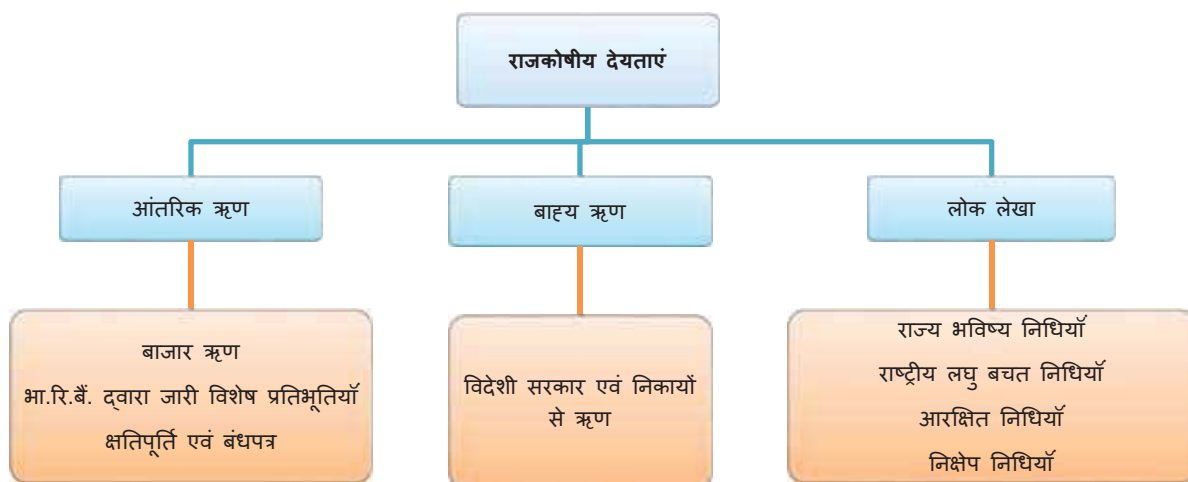 राजकोषीय देयताएं
आंतरिक ऋण
बाजार ऋण
भा.रि.बैं. द्वारा जारी विशेष प्रतिभूतियाँ
क्षतिपूर्ति एवं बंधपत्र
बाह्य ऋण
विदेशी सरकार एवं निकायों
से ऋण
लोक लेखा
राज्य भविष्य निधियाँ
राष्ट्रीय लघु बचत निधियाँ
आरक्षित निधियाँ
निक्षेप निधियाँ